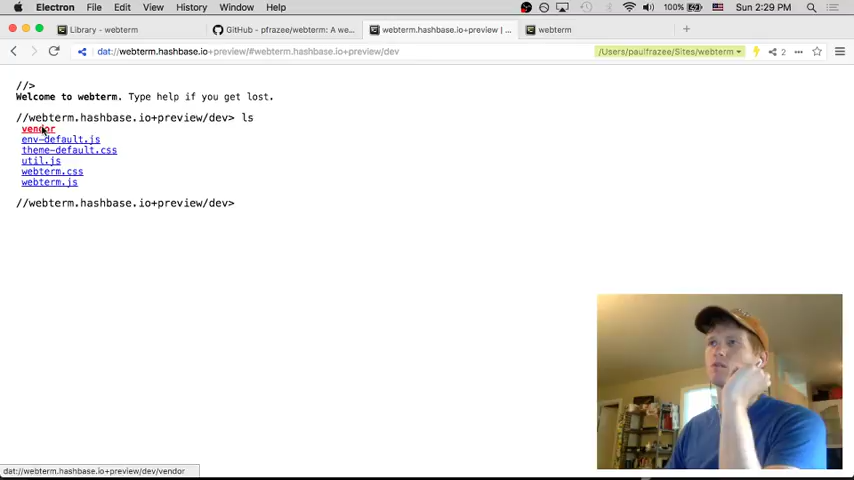 Electron File Edit View History Window Help 100% Sun 2:29 PM
Library - webterm GitHub - pfrazee/webterm: A we... webterm.hashbase.io+preview | ... webterm
dat://webterm.hashbase.io+preview/#webterm.hashbase.io+preview/dev /Users/paulfrazee/Sites/webterm 2
//>
Welcome to webterm. Type help if you get lost.
//webterm.hashbase.io+preview/dev> ls
vendor
env-default.js
theme-default.css
util.js
webterm.css
webterm.js
//webterm.hashbase.io+preview/dev>
dat://webterm.hashbase.io+preview/dev/vendor